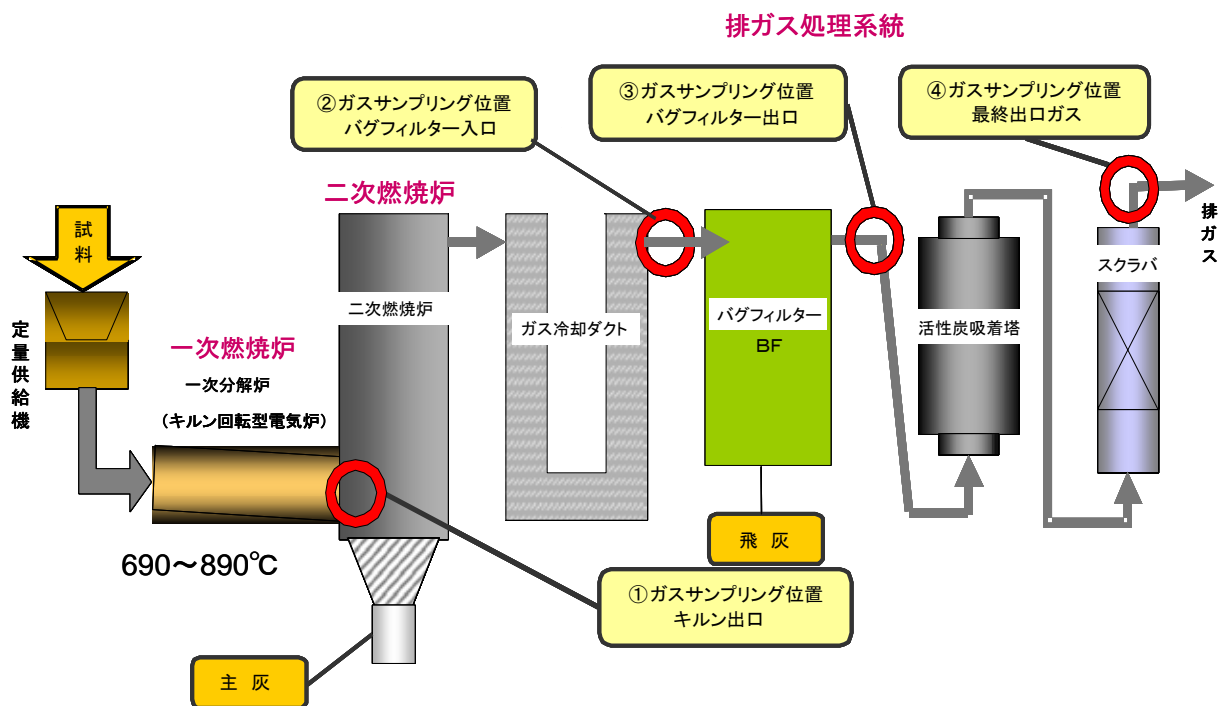 排ガス処理系統
②ガスサンプリング位置
バグフィルター入口
③ガスサンプリング位置
バグフィルター出口
④ガスサンプリング位置
最終出口ガス
二次燃焼炉
試料
排ガス
スクラバ
二次燃焼炉
ガス冷却ダクト
バグフィルター
BF
活性炭吸着塔
定量供給機
一次燃焼炉
一次分解炉
(キルン回転型電気炉)
690～890℃
飛 灰
①ガスサンプリング位置
キルン出口
主 灰